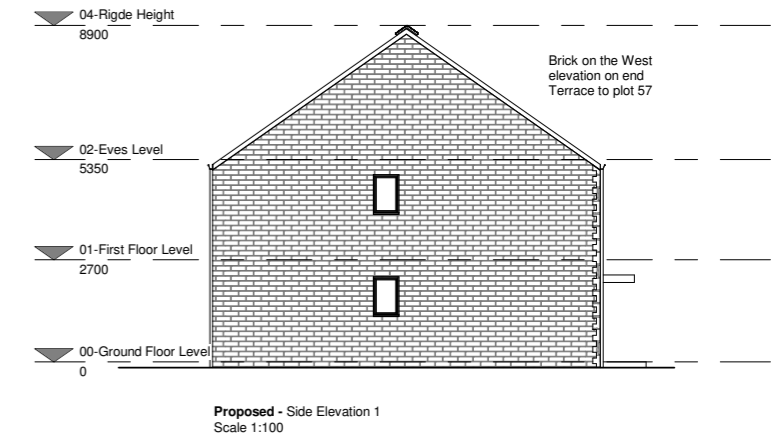 04-Rigde Height
8900
Brick on the West
elevation on end
Terrace to plot 57
02-Eves Level
5350
01-First Floor Level
2700
00-Ground Floor Level
0
Proposed - Side Elevation 1
Scale 1:100